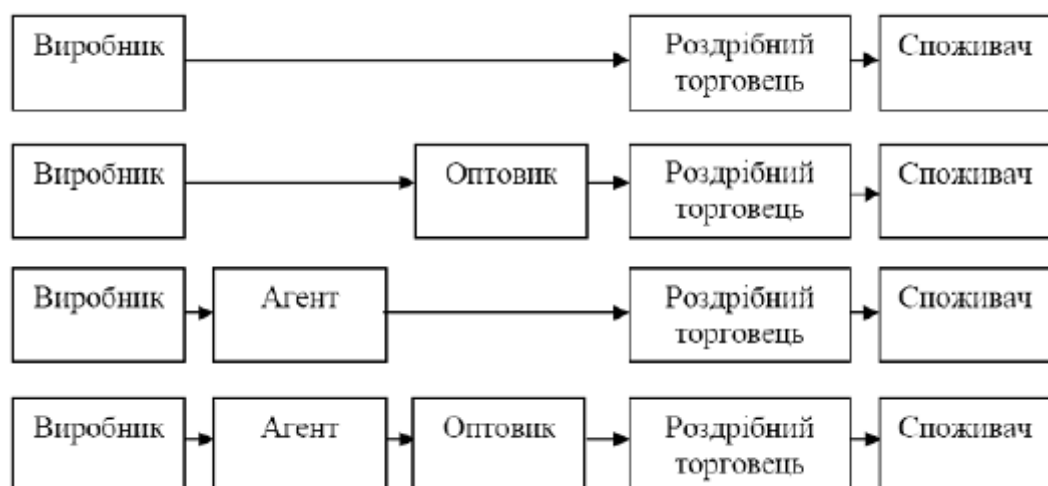 Виробник
Роздрібний
торговець
Споживач
Виробник
Оптовик
Роздрібний
торговець
Споживач
Виробник
Агент
Роздрібний
торговець
Споживач
Виробник
Агент
Оптовик
Роздрібний
торговець
Споживач